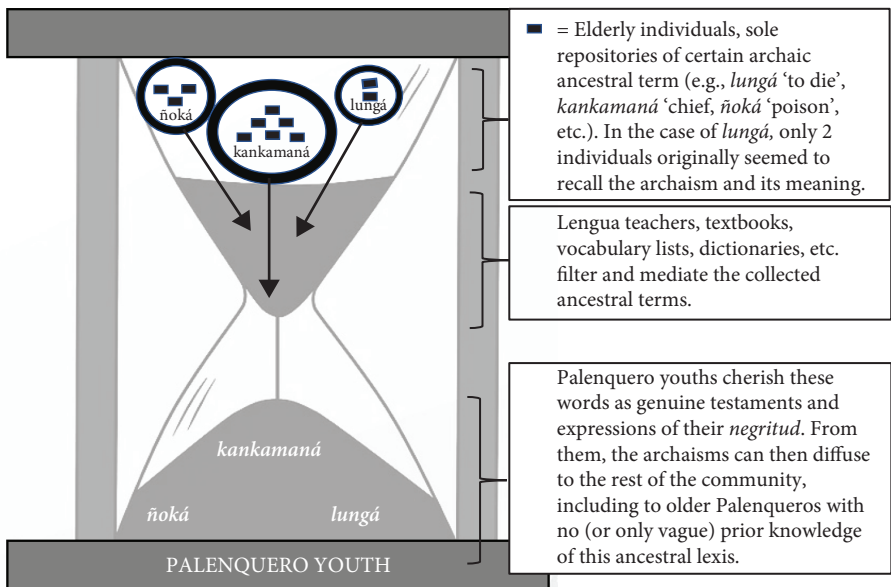 ñoká
kankamaná
lungá
= Elderly individuals, sole
repositories of certain archaic
ancestral term (e.g., lungá ‘to die’,
kankamaná ‘chief, ñoká ‘poison’,
etc.). In the case of lungá, only 2
individuals originally seemed to
recall the archaism and its meaning.
Lengua teachers, textbooks,
vocabulary lists, dictionaries, etc.
filter and mediate the collected
ancestral terms.
Palenquero youths cherish these
words as genuine testaments and
expressions of their negritud. From
them, the archaisms can then diffuse
to the rest of the community,
including to older Palenqueros with
no (or only vague) prior knowledge
of this ancestral lexis.
kankamaná
ñoká
lungá
PALENQUERO YOUTH